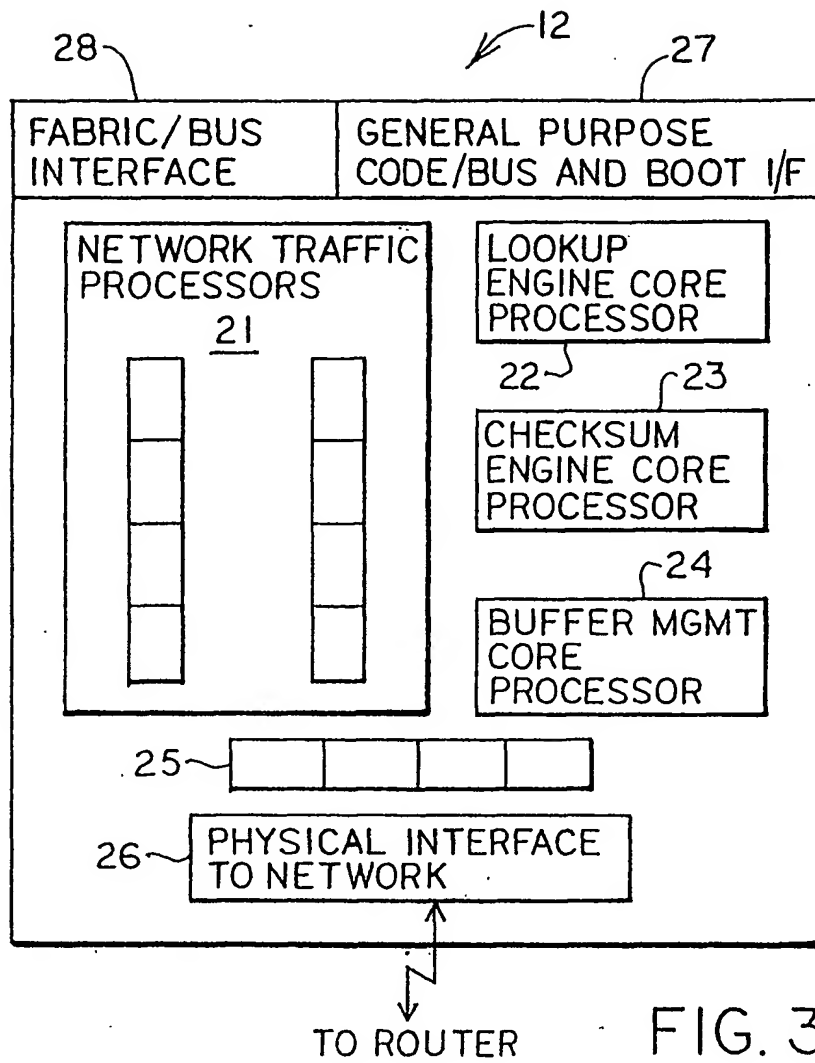 12
28
27
FABRIC/BUS
INTERFACE
GENERAL PURPOSE
CODE/BUS AND BOOT I/F
NETWORK TRAFFIC
PROCESSORS
21
LOOKUP
ENGINE CORE
PROCESSOR
22
23
CHECKSUM
ENGINE CORE
PROCESSOR
24
BUFFER MGMT
CORE
PROCESSOR
25
26
PHYSICAL INTERFACE
TO NETWORK
TO ROUTER
FIG. 3